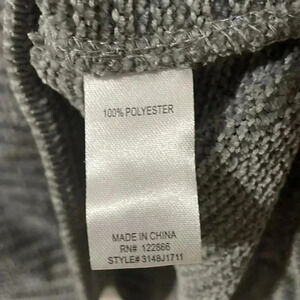 100% POLYESTER
MADE IN CHINA
RN# 122866
STYLE# 3148J1711